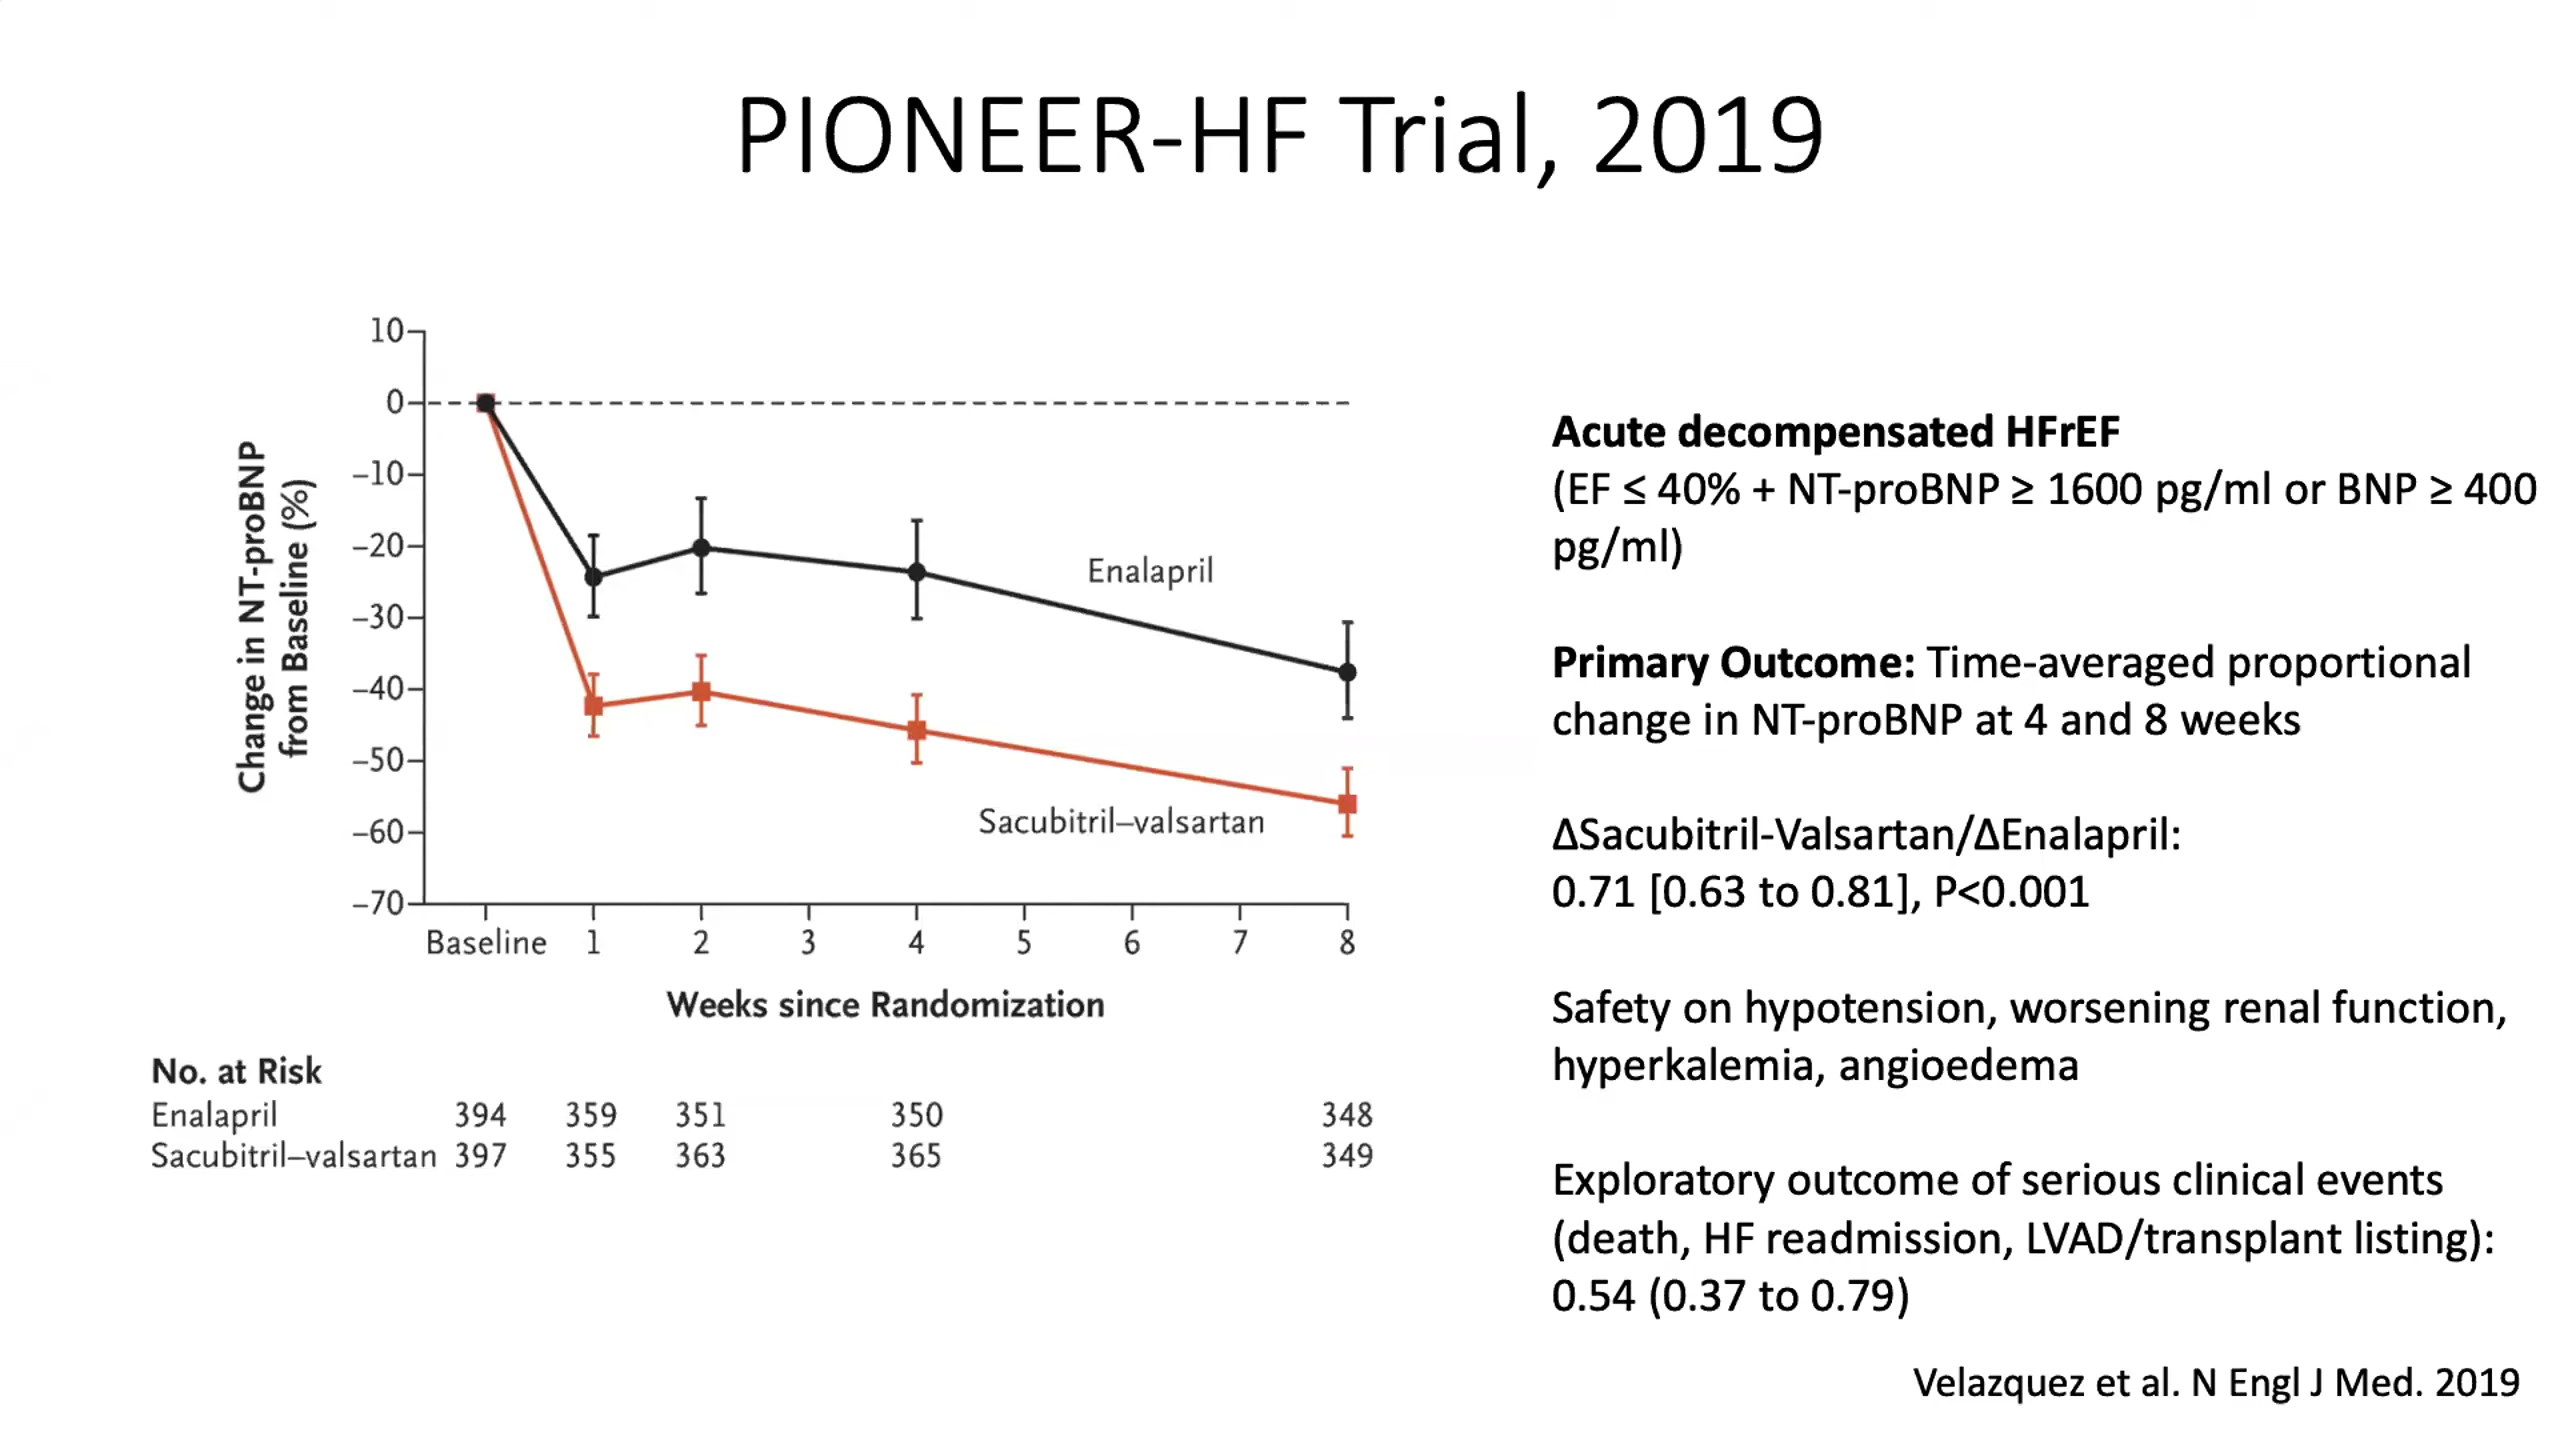 PIONEER-HF Trial, 2019
10
0
–10
–20
–30
–40
–50
–60
–70
Change in NT-proBNP
from Baseline (%)
Enalapril
Sacubitril–valsartan
Baseline 1 2 3 4 5 6 7 8
Weeks since Randomization
No. at Risk
Enalapril 394 359 351 350 348
Sacubitril–valsartan 397 355 363 365 349
Acute decompensated HFrEF
(EF ≤ 40% + NT-proBNP ≥ 1600 pg/ml or BNP ≥ 400
pg/ml)
Primary Outcome: Time-averaged proportional
change in NT-proBNP at 4 and 8 weeks
ΔSacubitril-Valsartan/ΔEnalapril:
0.71 [0.63 to 0.81], P<0.001
Safety on hypotension, worsening renal function,
hyperkalemia, angioedema
Exploratory outcome of serious clinical events
(death, HF readmission, LVAD/transplant listing):
0.54 (0.37 to 0.79)
Velazquez et al. N Engl J Med. 2019